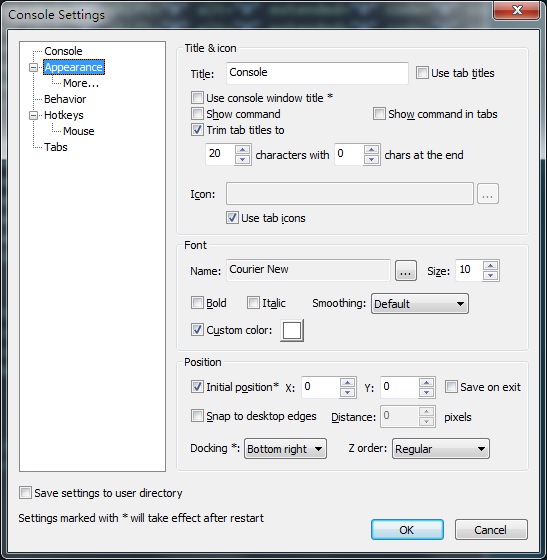 Console Settings
Console
Appearance
More...
Behavior
Hotkeys
Mouse
Tabs
Title & icon
Title: Console Use tab titles
Use console window title *
Show command Show command in tabs
Trim tab titles to
20 characters with 0 chars at the end
Icon: ...
Use tab icons
Font
Name: Courier New ... Size: 10
Bold Italic Smoothing: Default
Custom color:
Position
Initial position* X: 0 Y: 0 Save on exit
Snap to desktop edges Distance: 0 pixels
Docking *: Bottom right Z order: Regular
Save settings to user directory
Settings marked with * will take effect after restart
OK Cancel